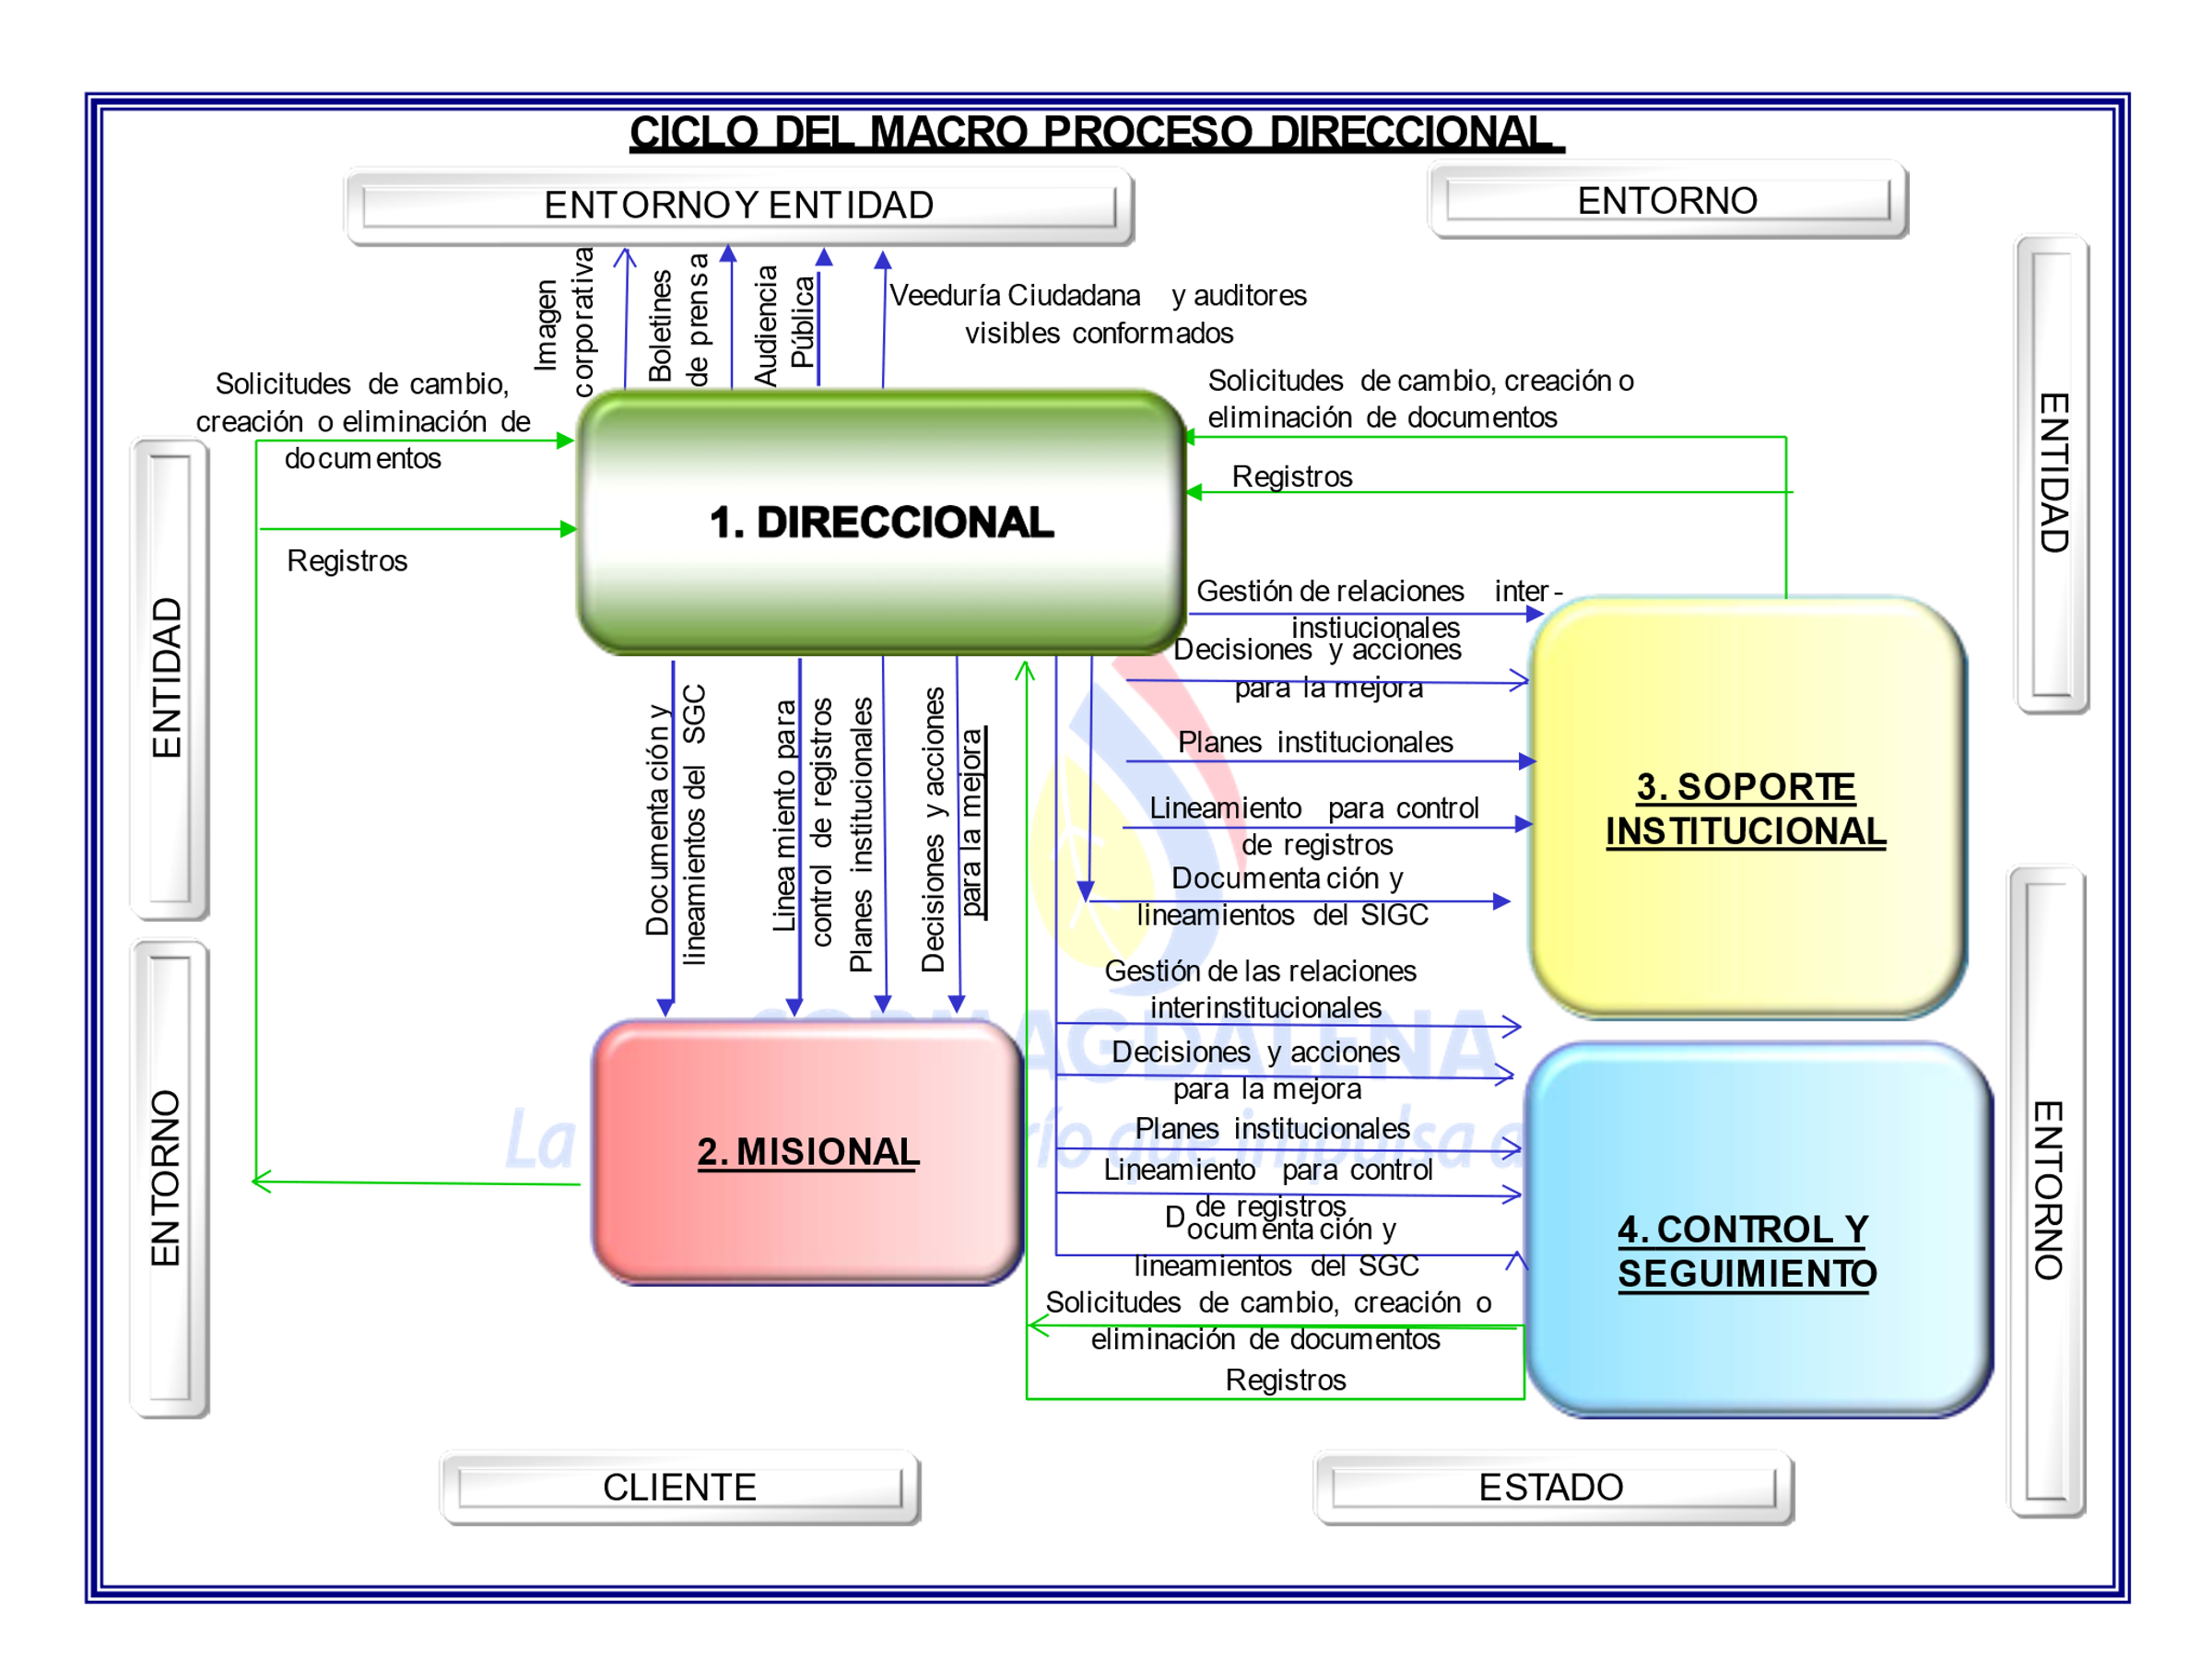 CICLO DEL MACRO PROCESO DIRECCIONAL
ENTORNO Y ENTIDAD
ENTORNO
Imagen
corporativa
Boletines
de prensa
Audiencia
Pública
Veeduría Ciudadana y auditores
visibles conformados
Solicitudes de cambio,
creación o eliminación de
documentos
Registros
Solicitudes de cambio, creación o
eliminación de documentos
Registros
1. DIRECCIONAL
ENTIDAD
ENTORNO
ENTIDAD
ENTORNO
Gestión de relaciones inter-
instiucionales
Decisiones y acciones
para la mejora
Planes institucionales
Lineamiento para control
de registros
Documentación y
lineamientos del SIGC
3. SOPORTE
INSTITUCIONAL
Documentación y
lineamientos del SGC
Lineamiento para
control de registros
Planes institucionales
Decisiones y acciones
para la mejora
Gestión de las relaciones
interinstitucionales
Decisiones y acciones
para la mejora
Planes institucionales
Lineamiento para control
de registros
Documentación y
lineamientos del SGC
Solicitudes de cambio, creación o
eliminación de documentos
Registros
2. MISIONAL
4. CONTROL Y
SEGUIMIENTO
CORMAGDALENA
La río que impulsa a
CLIENTE
ESTADO